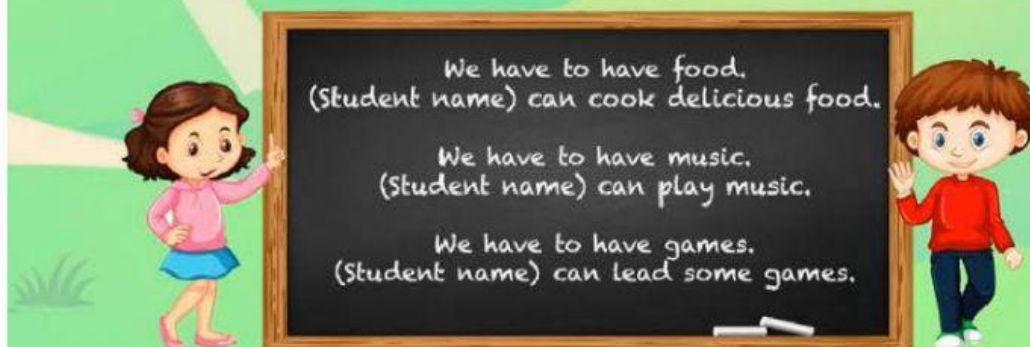 We have to have food.
(Student name) can cook delicious food.
We have to have music.
(Student name) can play music.
We have to have games.
(Student name) can lead some games.